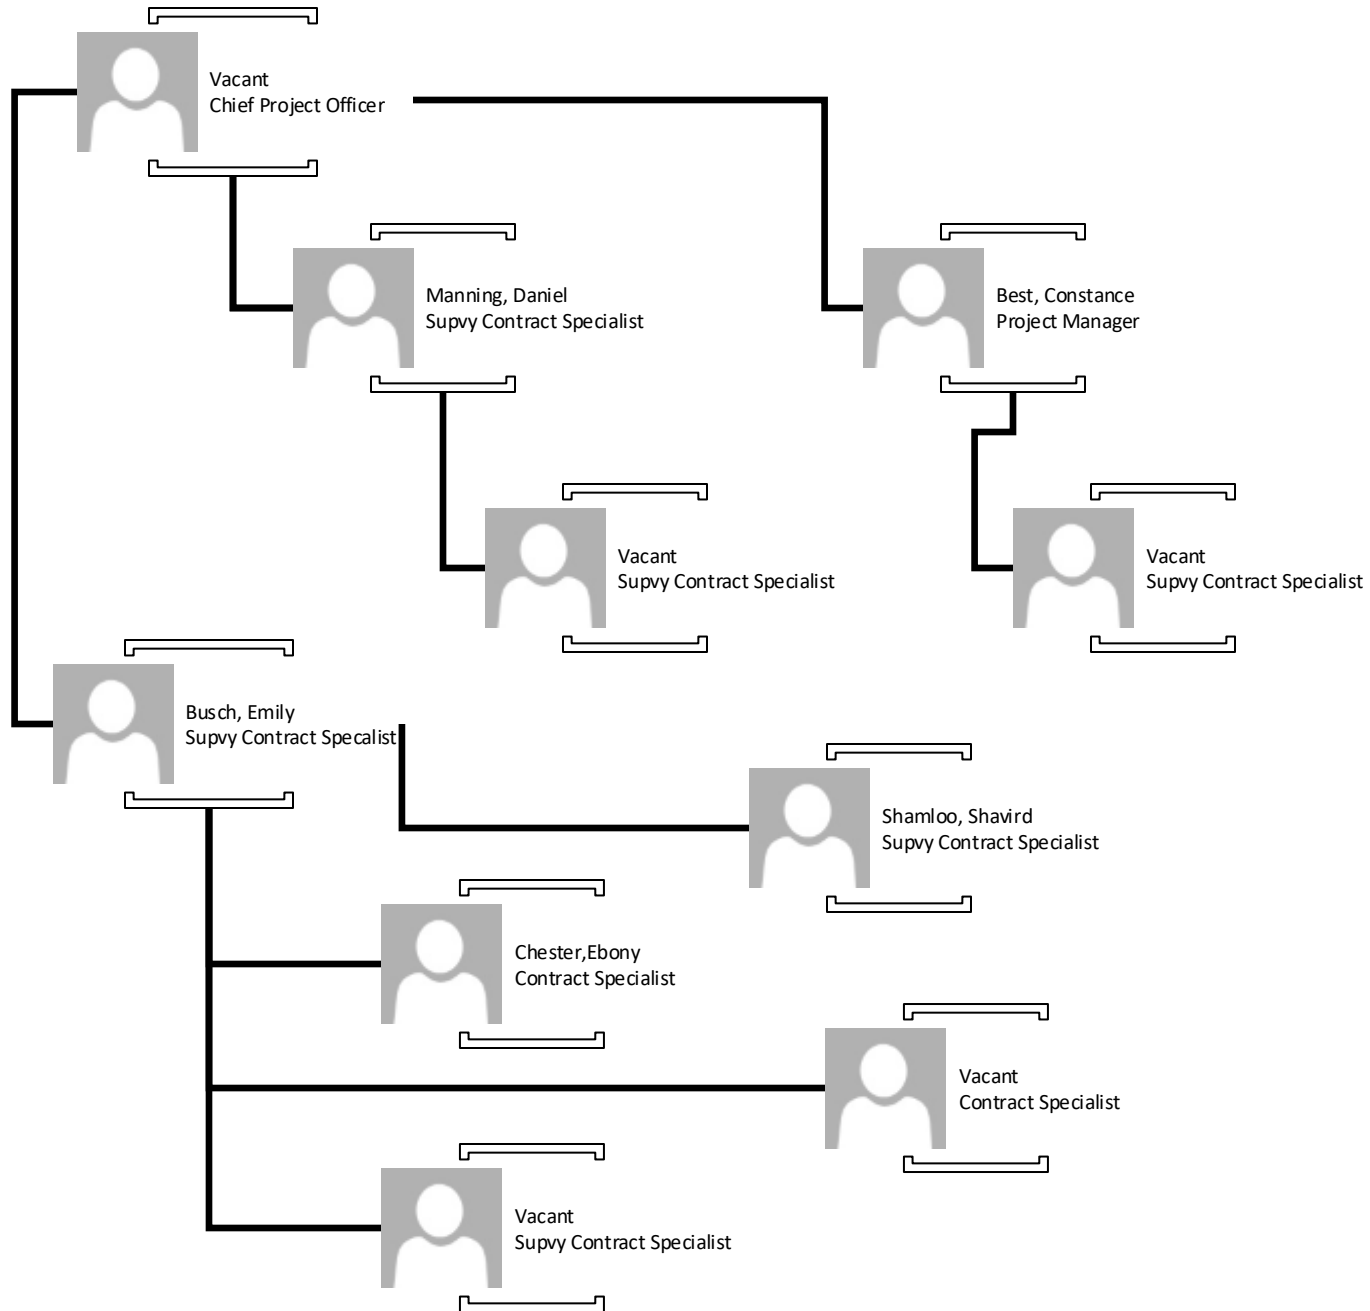 Vacant
Chief Project Officer
Manning, Daniel
Supvy Contract Specialist
Best, Constance
Project Manager
Vacant
Supvy Contract Specialist
Vacant
Supvy Contract Specialist
Busch, Emily
Supvy Contract Specalist
Shamloo, Shavird
Supvy Contract Specialist
Chester,Ebony
Contract Specialist
Vacant
Contract Specialist
Vacant
Supvy Contract Specialist